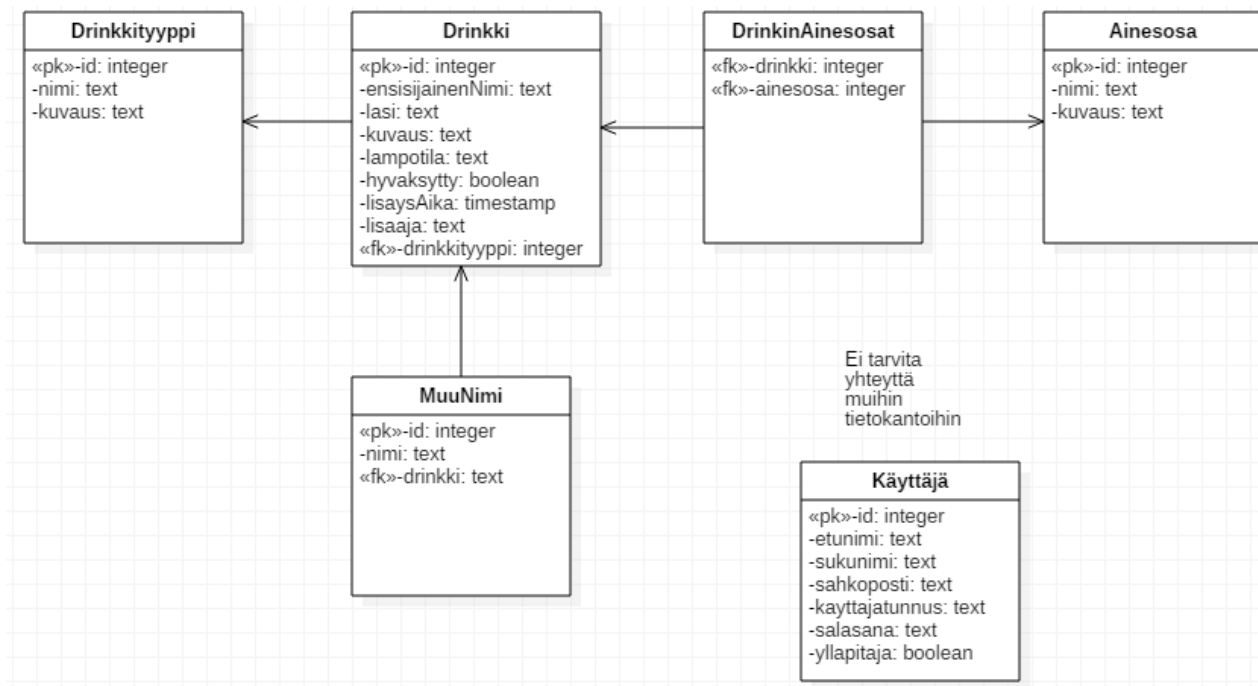 Drinkkityyppi
«pk»-id: integer
-nimi: text
-kuvaus: text
Drinkki
«pk»-id: integer
-ensisijainenNimi: text
-lasi: text
-kuvaus: text
-lampotila: text
-hyvaksytty: boolean
-lisaysAika: timestamp
-lisaaja: text
«fk»-drinkkityyppi: integer
DrinkinAinesosat
«fk»-drinkki: integer
«fk»-ainesosa: integer
Ainesosa
«pk»-id: integer
-nimi: text
-kuvaus: text
MuuNimi
«pk»-id: integer
-nimi: text
«fk»-drinkki: text
Ei tarvita
yhteyttä
muihin
tietokantoihin
Käyttäjä
«pk»-id: integer
-etunimi: text
-sukunimi: text
-sahkoposti: text
-kayttajatunnus: text
-salasana: text
-yllapitaja: boolean